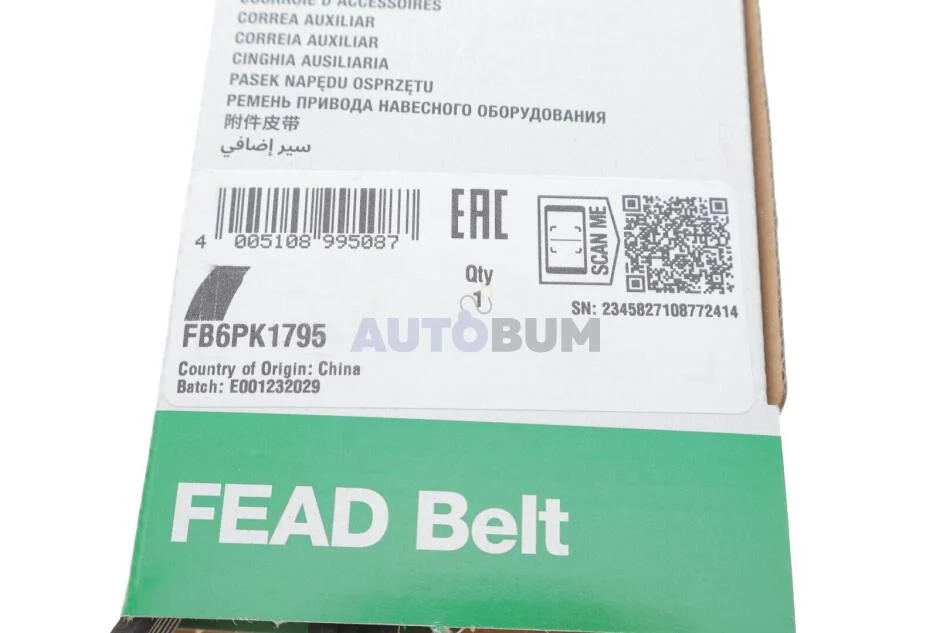 COURROIE D'ACCESSOIRES
CORREA AUXILIAR
CORREIA AUXILIAR
CINGHIA AUSILIARIA
PASEK NAPĘDU OSPRZĘTU
РЕМЕНЬ ПРИВОДА НАВЕСНОГО ОБОРУДОВАНИЯ
附件皮带
سير إضافي
4 005108 995087
EAC
SCAN ME
Qty
1
SN: 2345827108772414
AUTOBUM
FB6PK1795
Country of Origin: China
Batch: E001232029
FEAD Belt